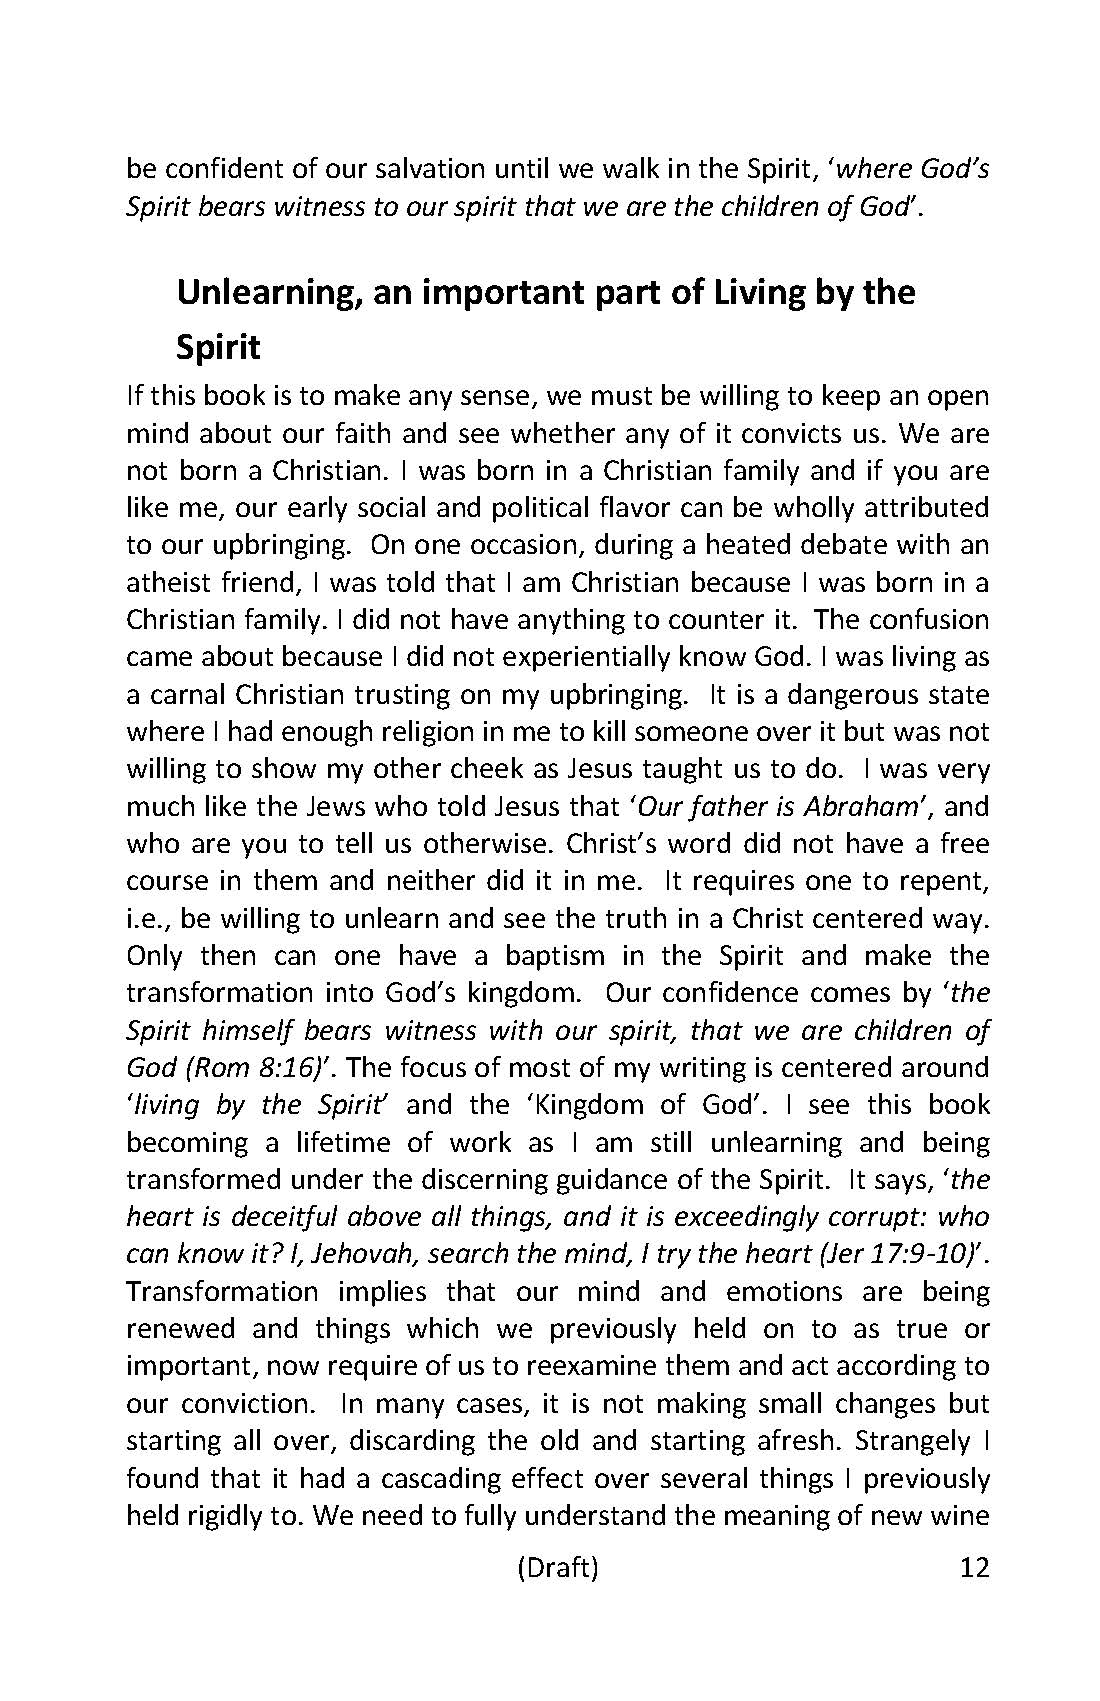 be confident of our salvation until we walk in the Spirit, ‘where God’s
Spirit bears witness to our spirit that we are the children of God’.
Unlearning, an important part of Living by the
Spirit
If this book is to make any sense, we must be willing to keep an open
mind about our faith and see whether any of it convicts us. We are
not born a Christian. I was born in a Christian family and if you are
like me, our early social and political flavor can be wholly attributed
to our upbringing.  On one occasion, during a heated debate with an
atheist friend, I was told that I am Christian because I was born in a
Christian family. I did not have anything to counter it.  The confusion
came about because I did not experientially know God. I was living as
a carnal Christian trusting on my upbringing.  It is a dangerous state
where I had enough religion in me to kill someone over it but was not
willing to show my other cheek as Jesus taught us to do.  I was very
much like the Jews who told Jesus that ‘Our father is Abraham’, and
who are you to tell us otherwise. Christ’s word did not have a free
course in them and neither did it in me.  It requires one to repent,
i.e., be willing to unlearn and see the truth in a Christ centered way.
Only then can one have a baptism in the Spirit and make the
transformation into God’s kingdom.  Our confidence comes by ‘the
Spirit himself bears witness with our spirit, that we are children of
God (Rom 8:16)’. The focus of most of my writing is centered around
‘living by the Spirit’ and the ‘Kingdom of God’. I see this book
becoming a lifetime of work as I am still unlearning and being
transformed under the discerning guidance of the Spirit.  It says, ‘the
heart is deceitful above all things, and it is exceedingly corrupt: who
can know it? I, Jehovah, search the mind, I try the heart (Jer 17:9-10)’.
Transformation implies that our mind and emotions are being
renewed and things which we previously held on to as true or
important, now require of us to reexamine them and act according to
our conviction.  In many cases, it is not making small changes but
starting all over, discarding the old and starting afresh. Strangely I
found that it had a cascading effect over several things I previously
held rigidly to. We need to fully understand the meaning of new wine
(Draft) 12